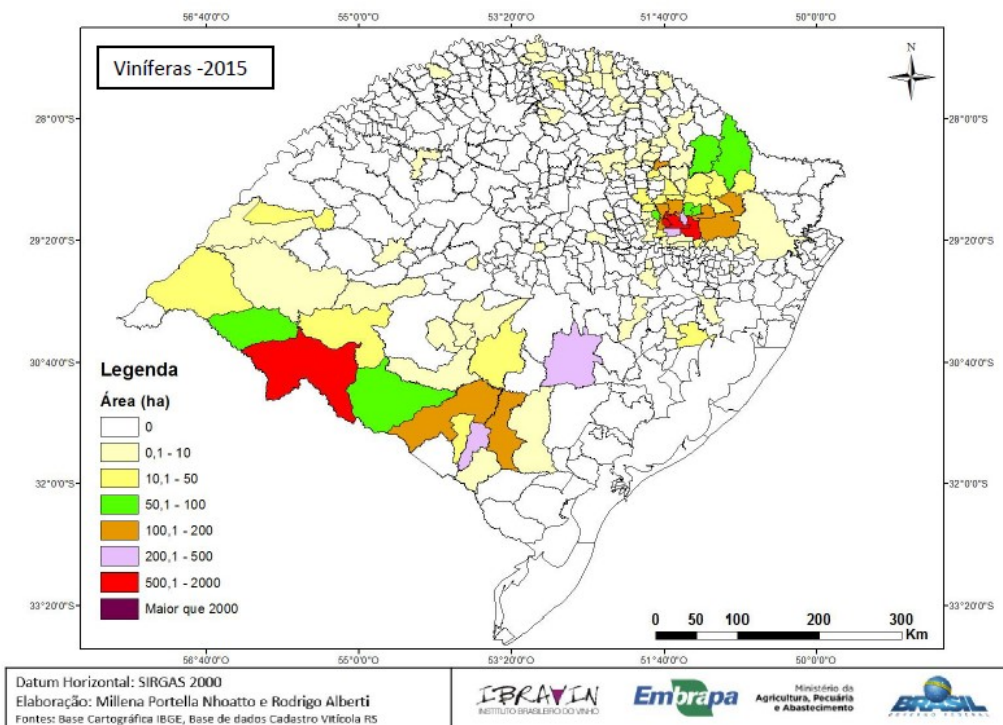 56°40'0"O 55°0'0"O 53°20'0"O 51°40'0"O 50°0'0"O
Viníferas -2015
N
28°0'0"S 28°0'0"S
29°20'0"S 29°20'0"S
30°40'0"S 30°40'0"S
Legenda
Área (ha)
0
0,1 - 10
10,1 - 50
50,1 - 100
100,1 - 200
200,1 - 500
500,1 - 2000
Maior que 2000
32°0'0"S 32°0'0"S
33°20'0"S 33°20'0"S
0 50 100 200 300
Km
56°40'0"O 55°0'0"O 53°20'0"O 51°40'0"O 50°0'0"O
Datum Horizontal: SIRGAS 2000
Elaboração: Millena Portella Nhoatto e Rodrigo Alberti
Fontes: Base Cartográfica IBGE, Base de dados Cadastro Vitícola RS
IBRAVIN
INSTITUTO BRASILEIRO DO VINHO
Embrapa
Ministério da
Agricultura, Pecuária
e Abastecimento
BRASIL
GOVERNO FEDERAL